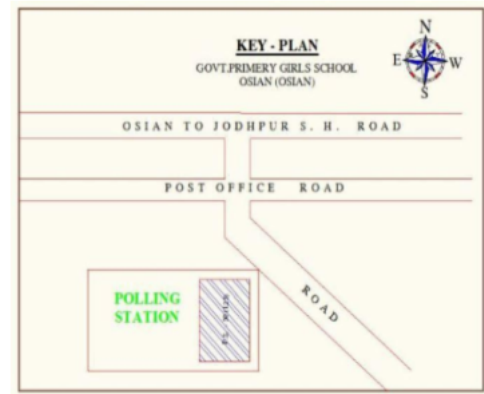 KEY - PLAN
GOVT.PRIMERY GIRLS SCHOOL
OSIAN (OSIAN)
N
E
W
S
OSIAN TO JODHPUR S. H. ROAD
POST OFFICE ROAD
ROAD
POLLING
STATION